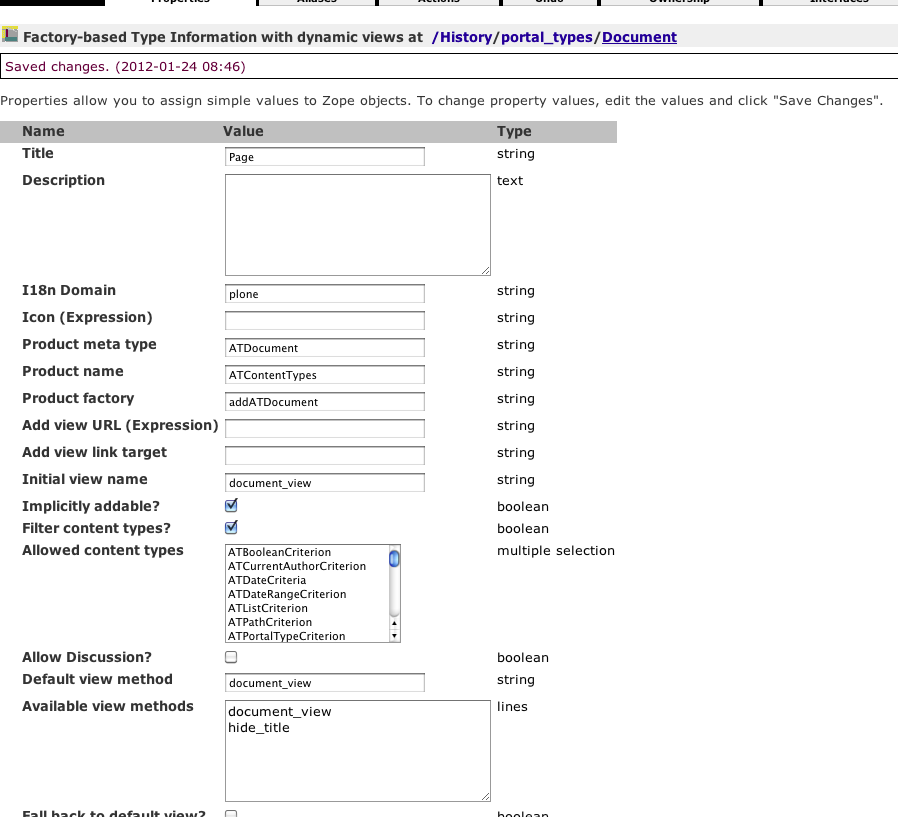 Properties Aliases Actions Undo Ownership Interfaces
Factory-based Type Information with dynamic views at /History/portal_types/Document
Saved changes. (2012-01-24 08:46)
Properties allow you to assign simple values to Zope objects. To change property values, edit the values and click "Save Changes".
Name Value Type
Title Page string
Description text
I18n Domain plone string
Icon (Expression) string
Product meta type ATDocument string
Product name ATContentTypes string
Product factory addATDocument string
Add view URL (Expression) string
Add view link target string
Initial view name document_view string
Implicitly addable? boolean
Filter content types? boolean
Allowed content types ATBooleanCriterion multiple selection
ATCurrentAuthorCriterion
ATDateCriteria
ATDateRangeCriterion
ATListCriterion
ATPathCriterion
ATPortalTypeCriterion
Allow Discussion? boolean
Default view method document_view string
Available view methods document_view lines
hide_title
Fall back to default view? boolean